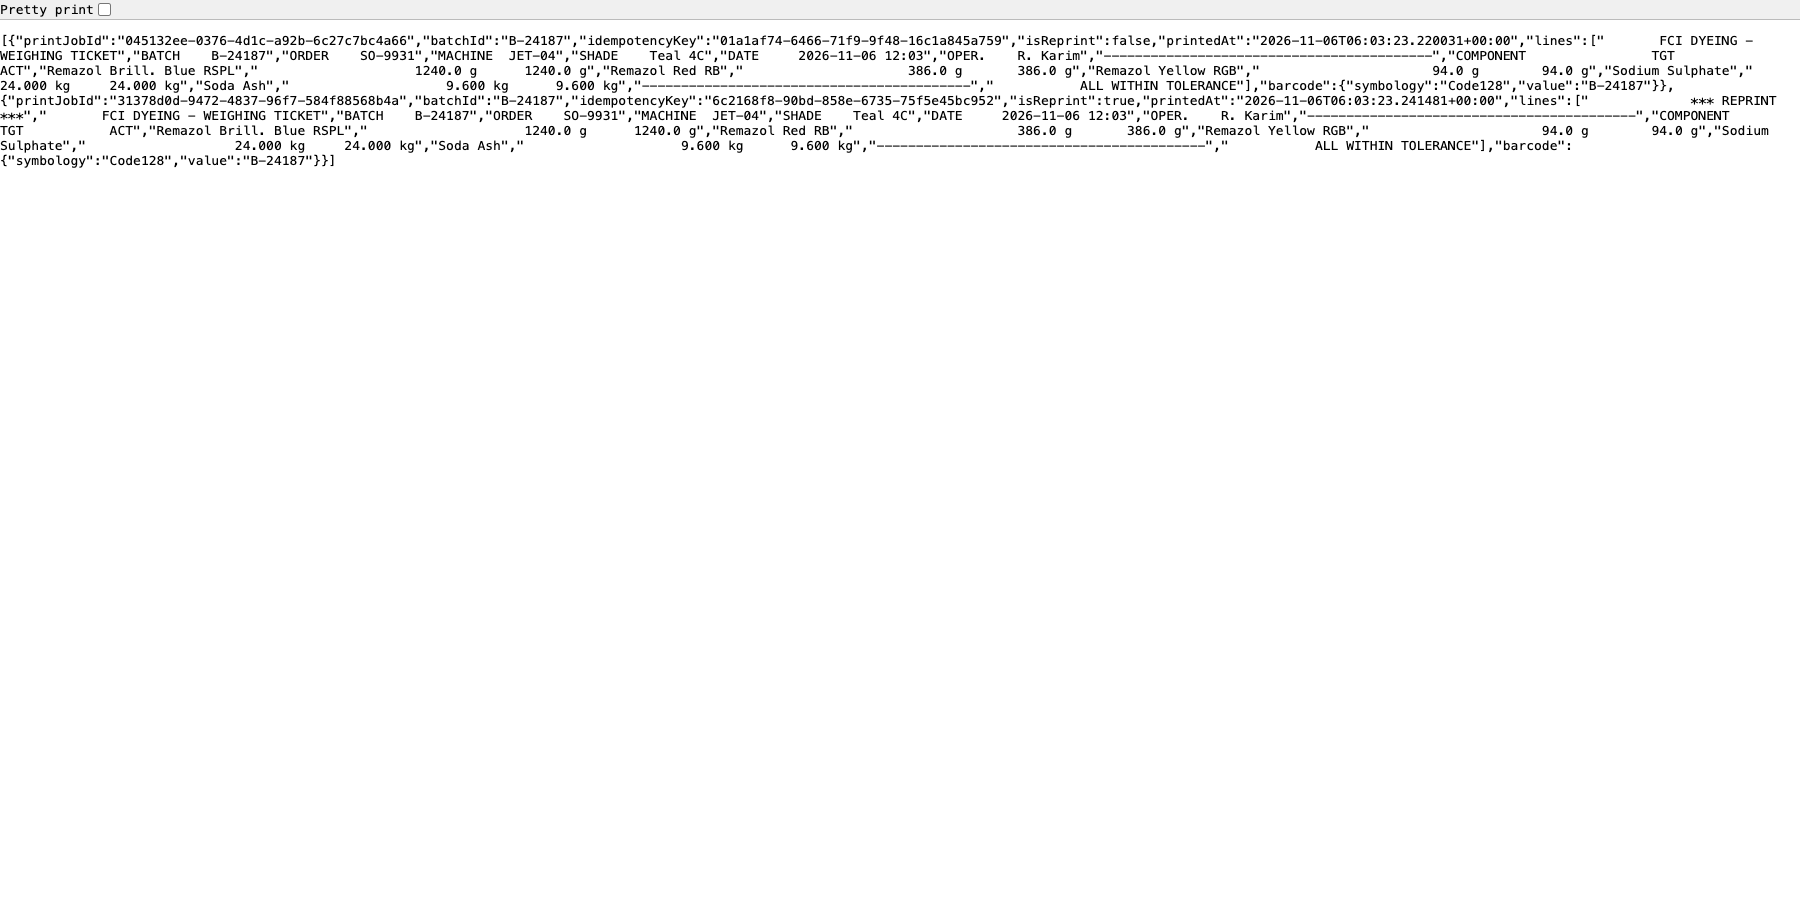 Pretty print
[{"printJobId":"045132ee-0376-4d1c-a92b-6c27c7bc4a66","batchId":"B-24187","idempotencyKey":"01a1af74-6466-71f9-9f48-16c1a845a759","isReprint":false,"printedAt":"2026-11-06T06:03:23.220031+00:00","lines":["       FCI DYEING —
WEIGHING TICKET","BATCH    B-24187","ORDER    SO-9931","MACHINE  JET-04","SHADE    Teal 4C","DATE     2026-11-06 12:03","OPER.    R. Karim","——————————————————————————————————————————","COMPONENT                TGT
ACT","Remazol Brill. Blue RSPL","                    1240.0 g      1240.0 g","Remazol Red RB","                     386.0 g       386.0 g","Remazol Yellow RGB","                      94.0 g        94.0 g","Sodium Sulphate","
24.000 kg     24.000 kg","Soda Ash","                    9.600 kg      9.600 kg","——————————————————————————————————————————","           ALL WITHIN TOLERANCE"],"barcode":{"symbology":"Code128","value":"B-24187"}},
{"printJobId":"31378d0d-9472-4837-96f7-584f88568b4a","batchId":"B-24187","idempotencyKey":"6c2168f8-90bd-858e-6735-75f5e45bc952","isReprint":true,"printedAt":"2026-11-06T06:03:23.241481+00:00","lines":["             *** REPRINT
***","       FCI DYEING — WEIGHING TICKET","BATCH    B-24187","ORDER    SO-9931","MACHINE  JET-04","SHADE    Teal 4C","DATE     2026-11-06 12:03","OPER.    R. Karim","——————————————————————————————————————————","COMPONENT
TGT           ACT","Remazol Brill. Blue RSPL","                    1240.0 g      1240.0 g","Remazol Red RB","                     386.0 g       386.0 g","Remazol Yellow RGB","                      94.0 g        94.0 g","Sodium
Sulphate","                   24.000 kg     24.000 kg","Soda Ash","                    9.600 kg      9.600 kg","——————————————————————————————————————————","           ALL WITHIN TOLERANCE"],"barcode":
{"symbology":"Code128","value":"B-24187"}}]